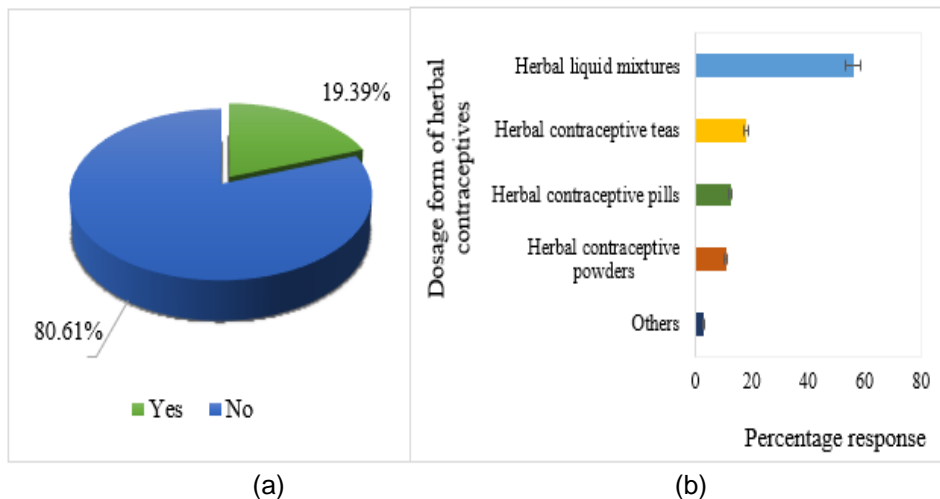 19.39%
80.61%
Yes No
(a)
Dosage form of herbal
contraceptives
Herbal liquid mixtures
Herbal contraceptive teas
Herbal contraceptive pills
Herbal contraceptive
powders
Others
0 20 40 60 80
Percentage response
(b)